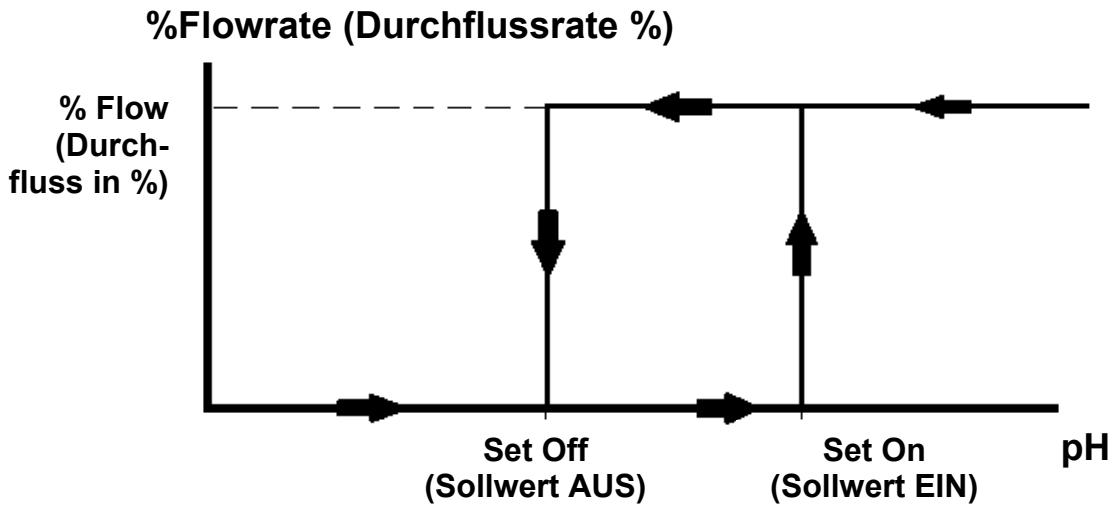 %Flowrate (Durchflussrate %)
% Flow
(Durch-
fluss in %)
Set Off
(Sollwert AUS)
Set On
(Sollwert EIN)
pH